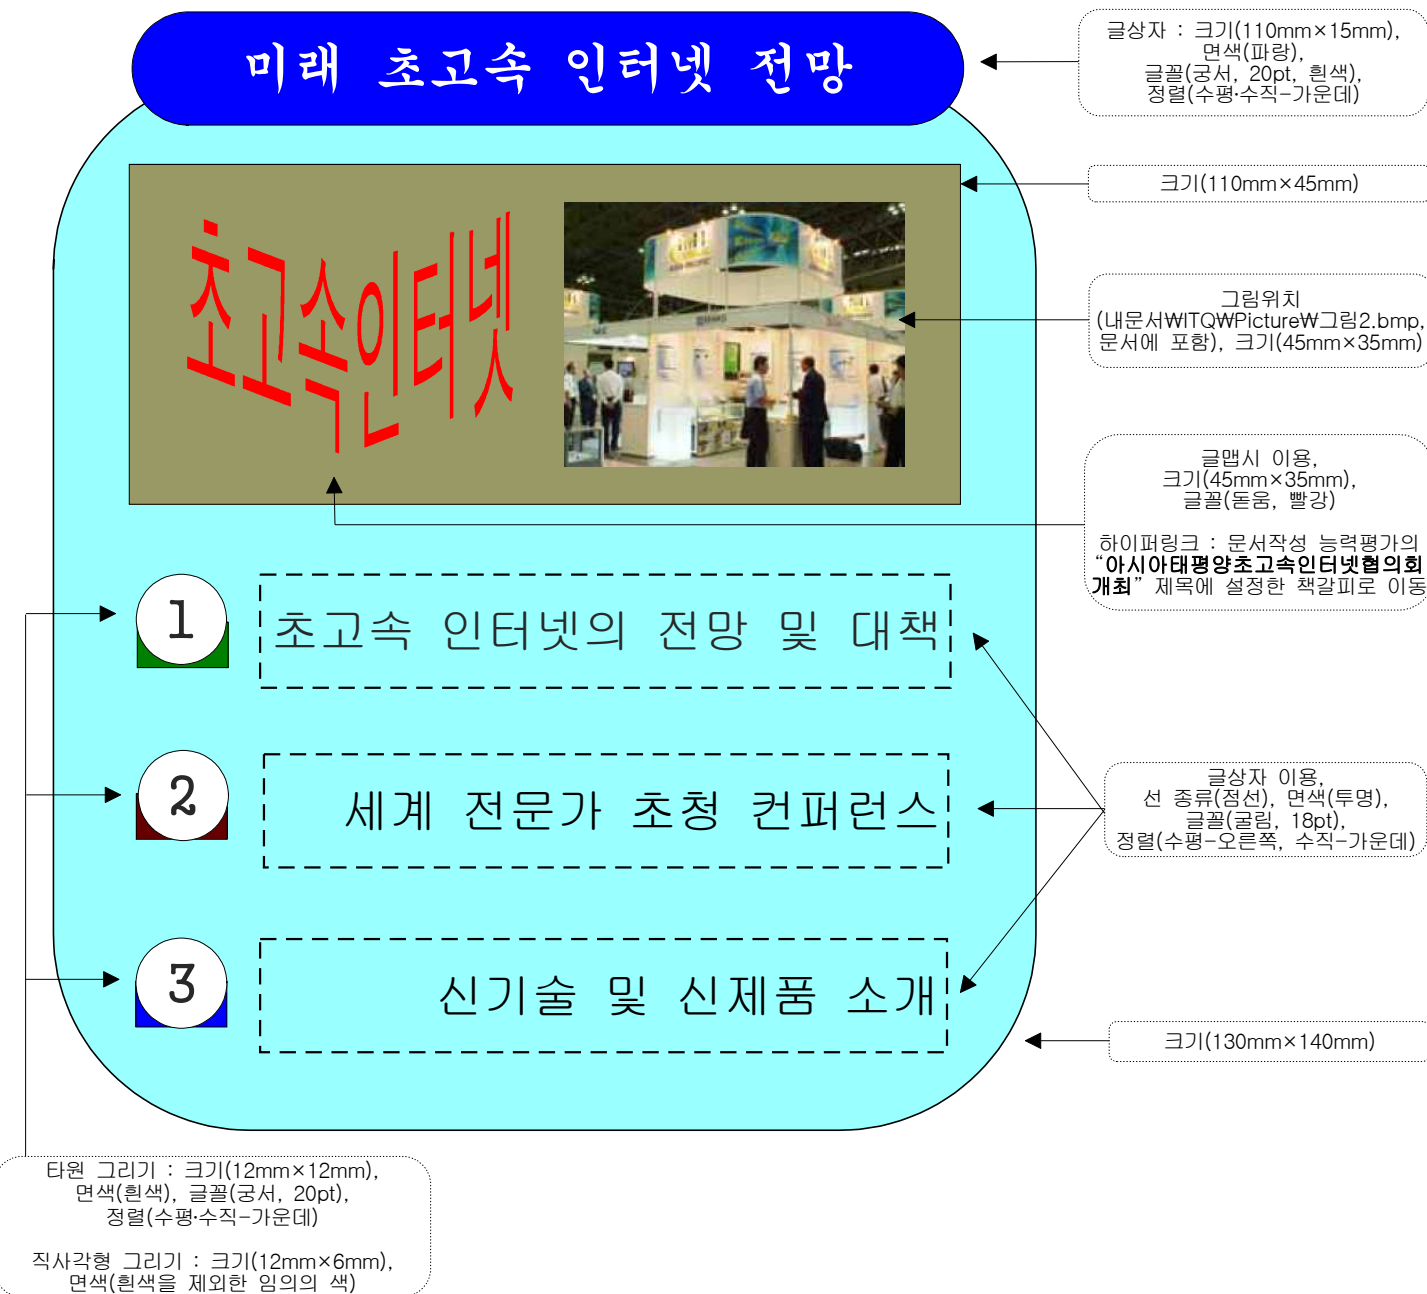 미래 초고속 인터넷 전망
글상자 : 크기(110mm×15mm),
면색(파랑),
글꼴(궁서, 20pt, 흰색),
정렬(수평·수직-가운데)
크기(110mm×45mm)
초고속인터넷
그림위치
(내문서₩ITQ₩Picture₩그림2.bmp,
문서에 포함), 크기(45mm×35mm)
글맵시 이용,
크기(45mm×35mm),
글꼴(돋움, 빨강)
하이퍼링크 : 문서작성 능력평가의
“아시아태평양초고속인터넷협의회
개최” 제목에 설정한 책갈피로 이동
1
초고속 인터넷의 전망 및 대책
2
세계 전문가 초청 컨퍼런스
글상자 이용,
선 종류(점선), 면색(투명),
글꼴(굴림, 18pt),
정렬(수평-오른쪽, 수직-가운데)
3
신기술 및 신제품 소개
크기(130mm×140mm)
타원 그리기 : 크기(12mm×12mm),
면색(흰색), 글꼴(궁서, 20pt),
정렬(수평·수직-가운데)
직사각형 그리기 : 크기(12mm×6mm),
면색(흰색을 제외한 임의의 색)